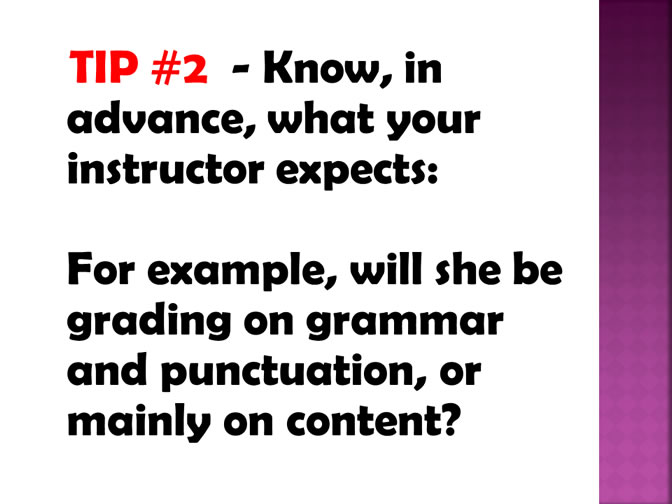 TIP #2 - Know, in
advance, what your
instructor expects:
For example, will she be
grading on grammar
and punctuation, or
mainly on content?